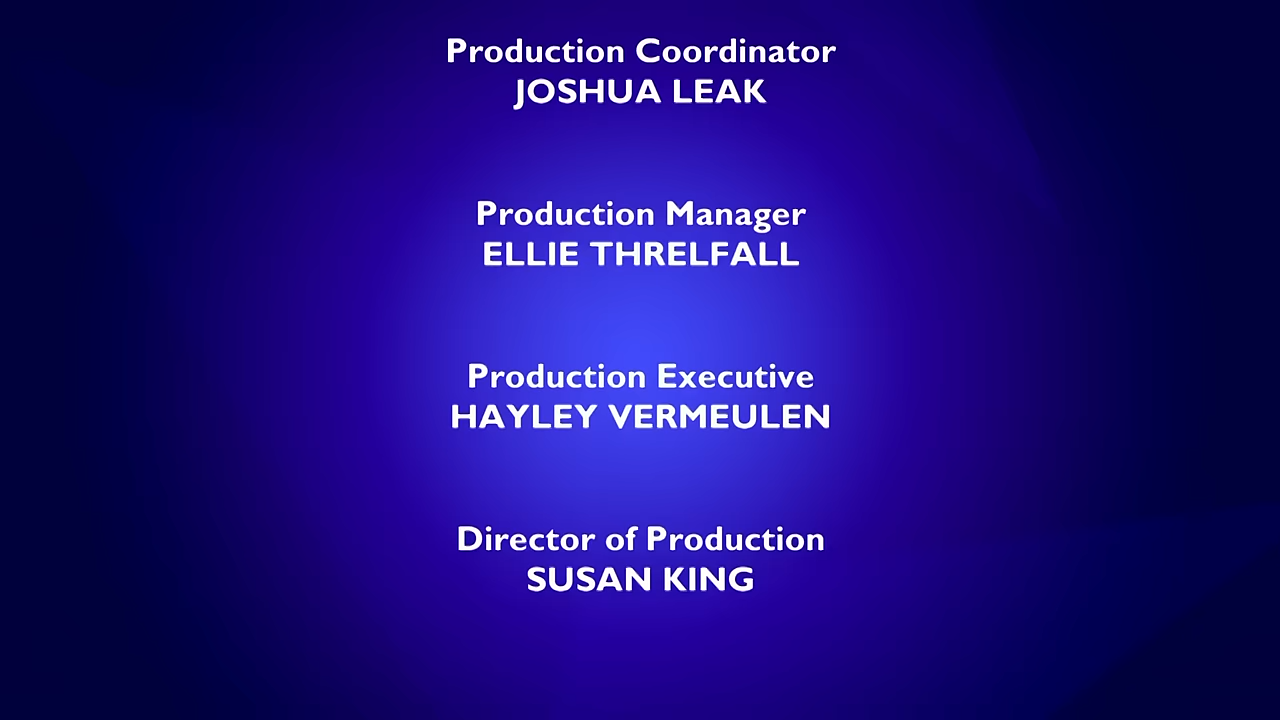 Production Coordinator
JOSHUA LEAK
Production Manager
ELLIE THRELFALL
Production Executive
HAYLEY VERMEULEN
Director of Production
SUSAN KING